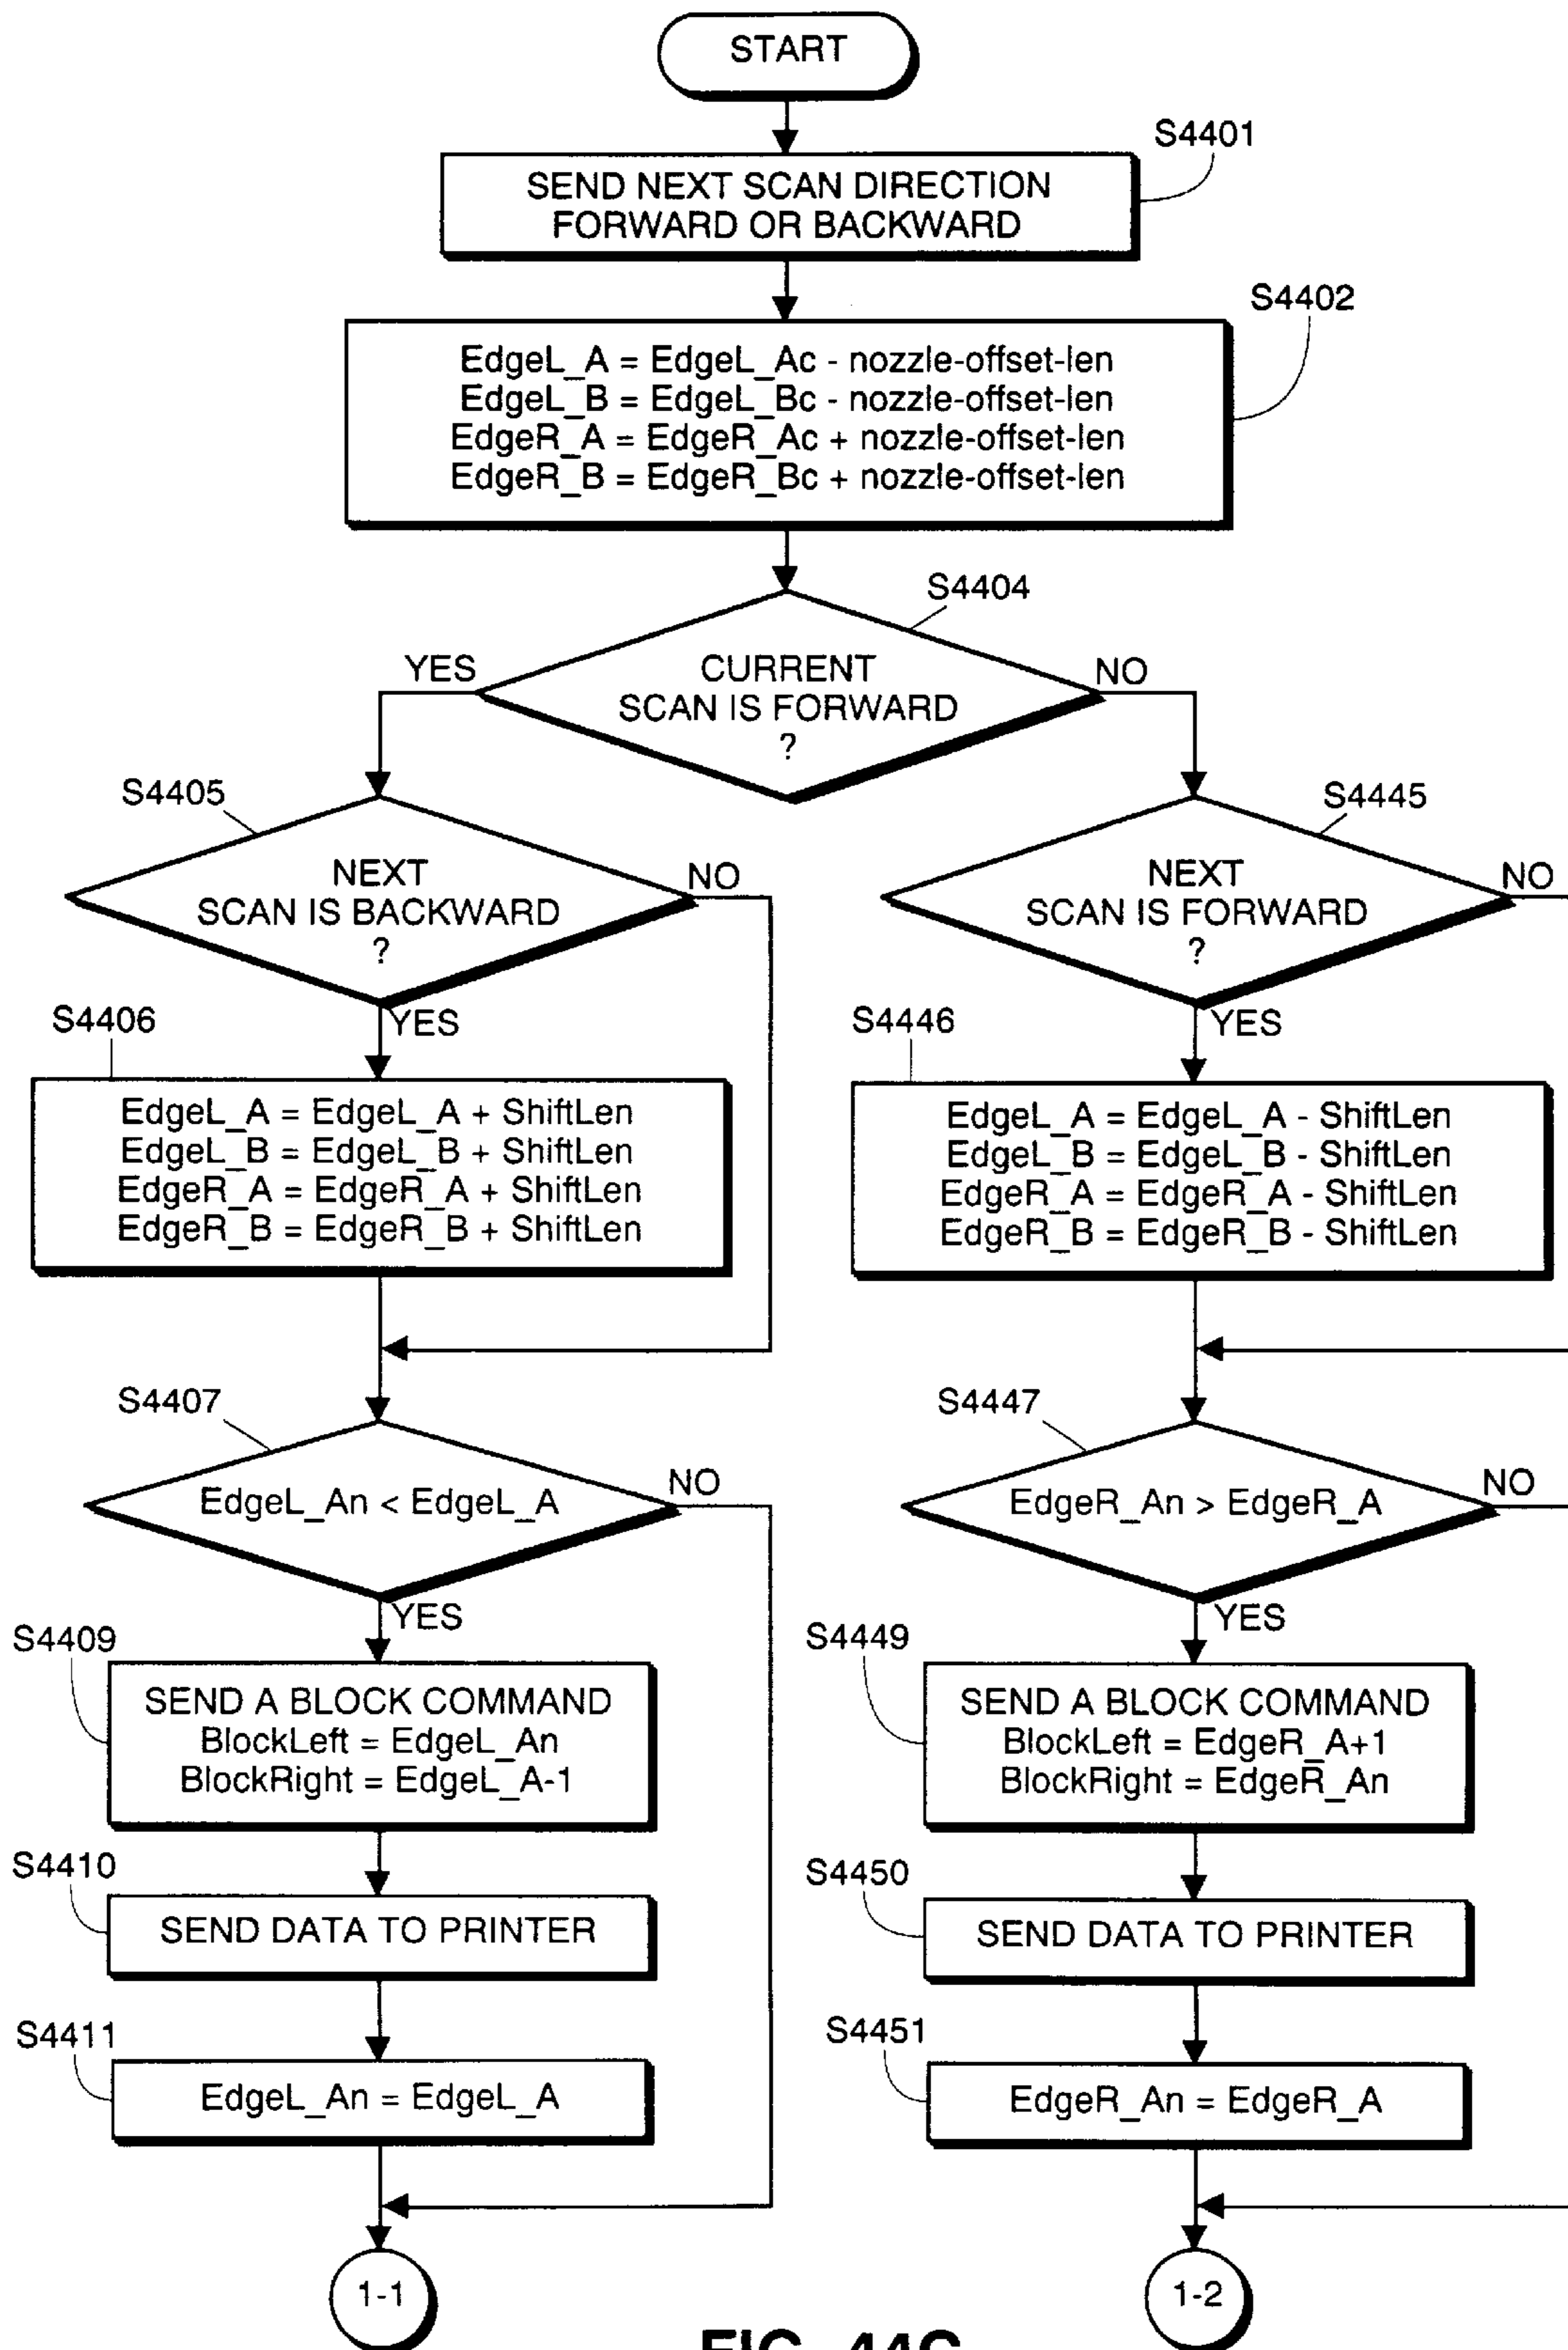 START
S4401
SEND NEXT SCAN DIRECTION
FORWARD OR BACKWARD
S4402
EdgeL_A = EdgeL_Ac - nozzle-offset-len
EdgeL_B = EdgeL_Bc - nozzle-offset-len
EdgeR_A = EdgeR_Ac + nozzle-offset-len
EdgeR_B = EdgeR_Bc + nozzle-offset-len
S4404
YES
CURRENT
SCAN IS FORWARD
?
NO
S4405
NEXT
SCAN IS BACKWARD
?
NO
YES
S4406
EdgeL_A = EdgeL_A + ShiftLen
EdgeL_B = EdgeL_B + ShiftLen
EdgeR_A = EdgeR_A + ShiftLen
EdgeR_B = EdgeR_B + ShiftLen
S4407
EdgeL_An < EdgeL_A
NO
YES
S4409
SEND A BLOCK COMMAND
BlockLeft = EdgeL_An
BlockRight = EdgeL_A-1
S4410
SEND DATA TO PRINTER
S4411
EdgeL_An = EdgeL_A
1-1
S4445
NEXT
SCAN IS FORWARD
?
NO
YES
S4446
EdgeL_A = EdgeL_A - ShiftLen
EdgeL_B = EdgeL_B - ShiftLen
EdgeR_A = EdgeR_A - ShiftLen
EdgeR_B = EdgeR_B - ShiftLen
S4447
EdgeR_An > EdgeR_A
NO
YES
S4449
SEND A BLOCK COMMAND
BlockLeft = EdgeR_A+1
BlockRight = EdgeR_An
S4450
SEND DATA TO PRINTER
S4451
EdgeR_An = EdgeR_A
1-2